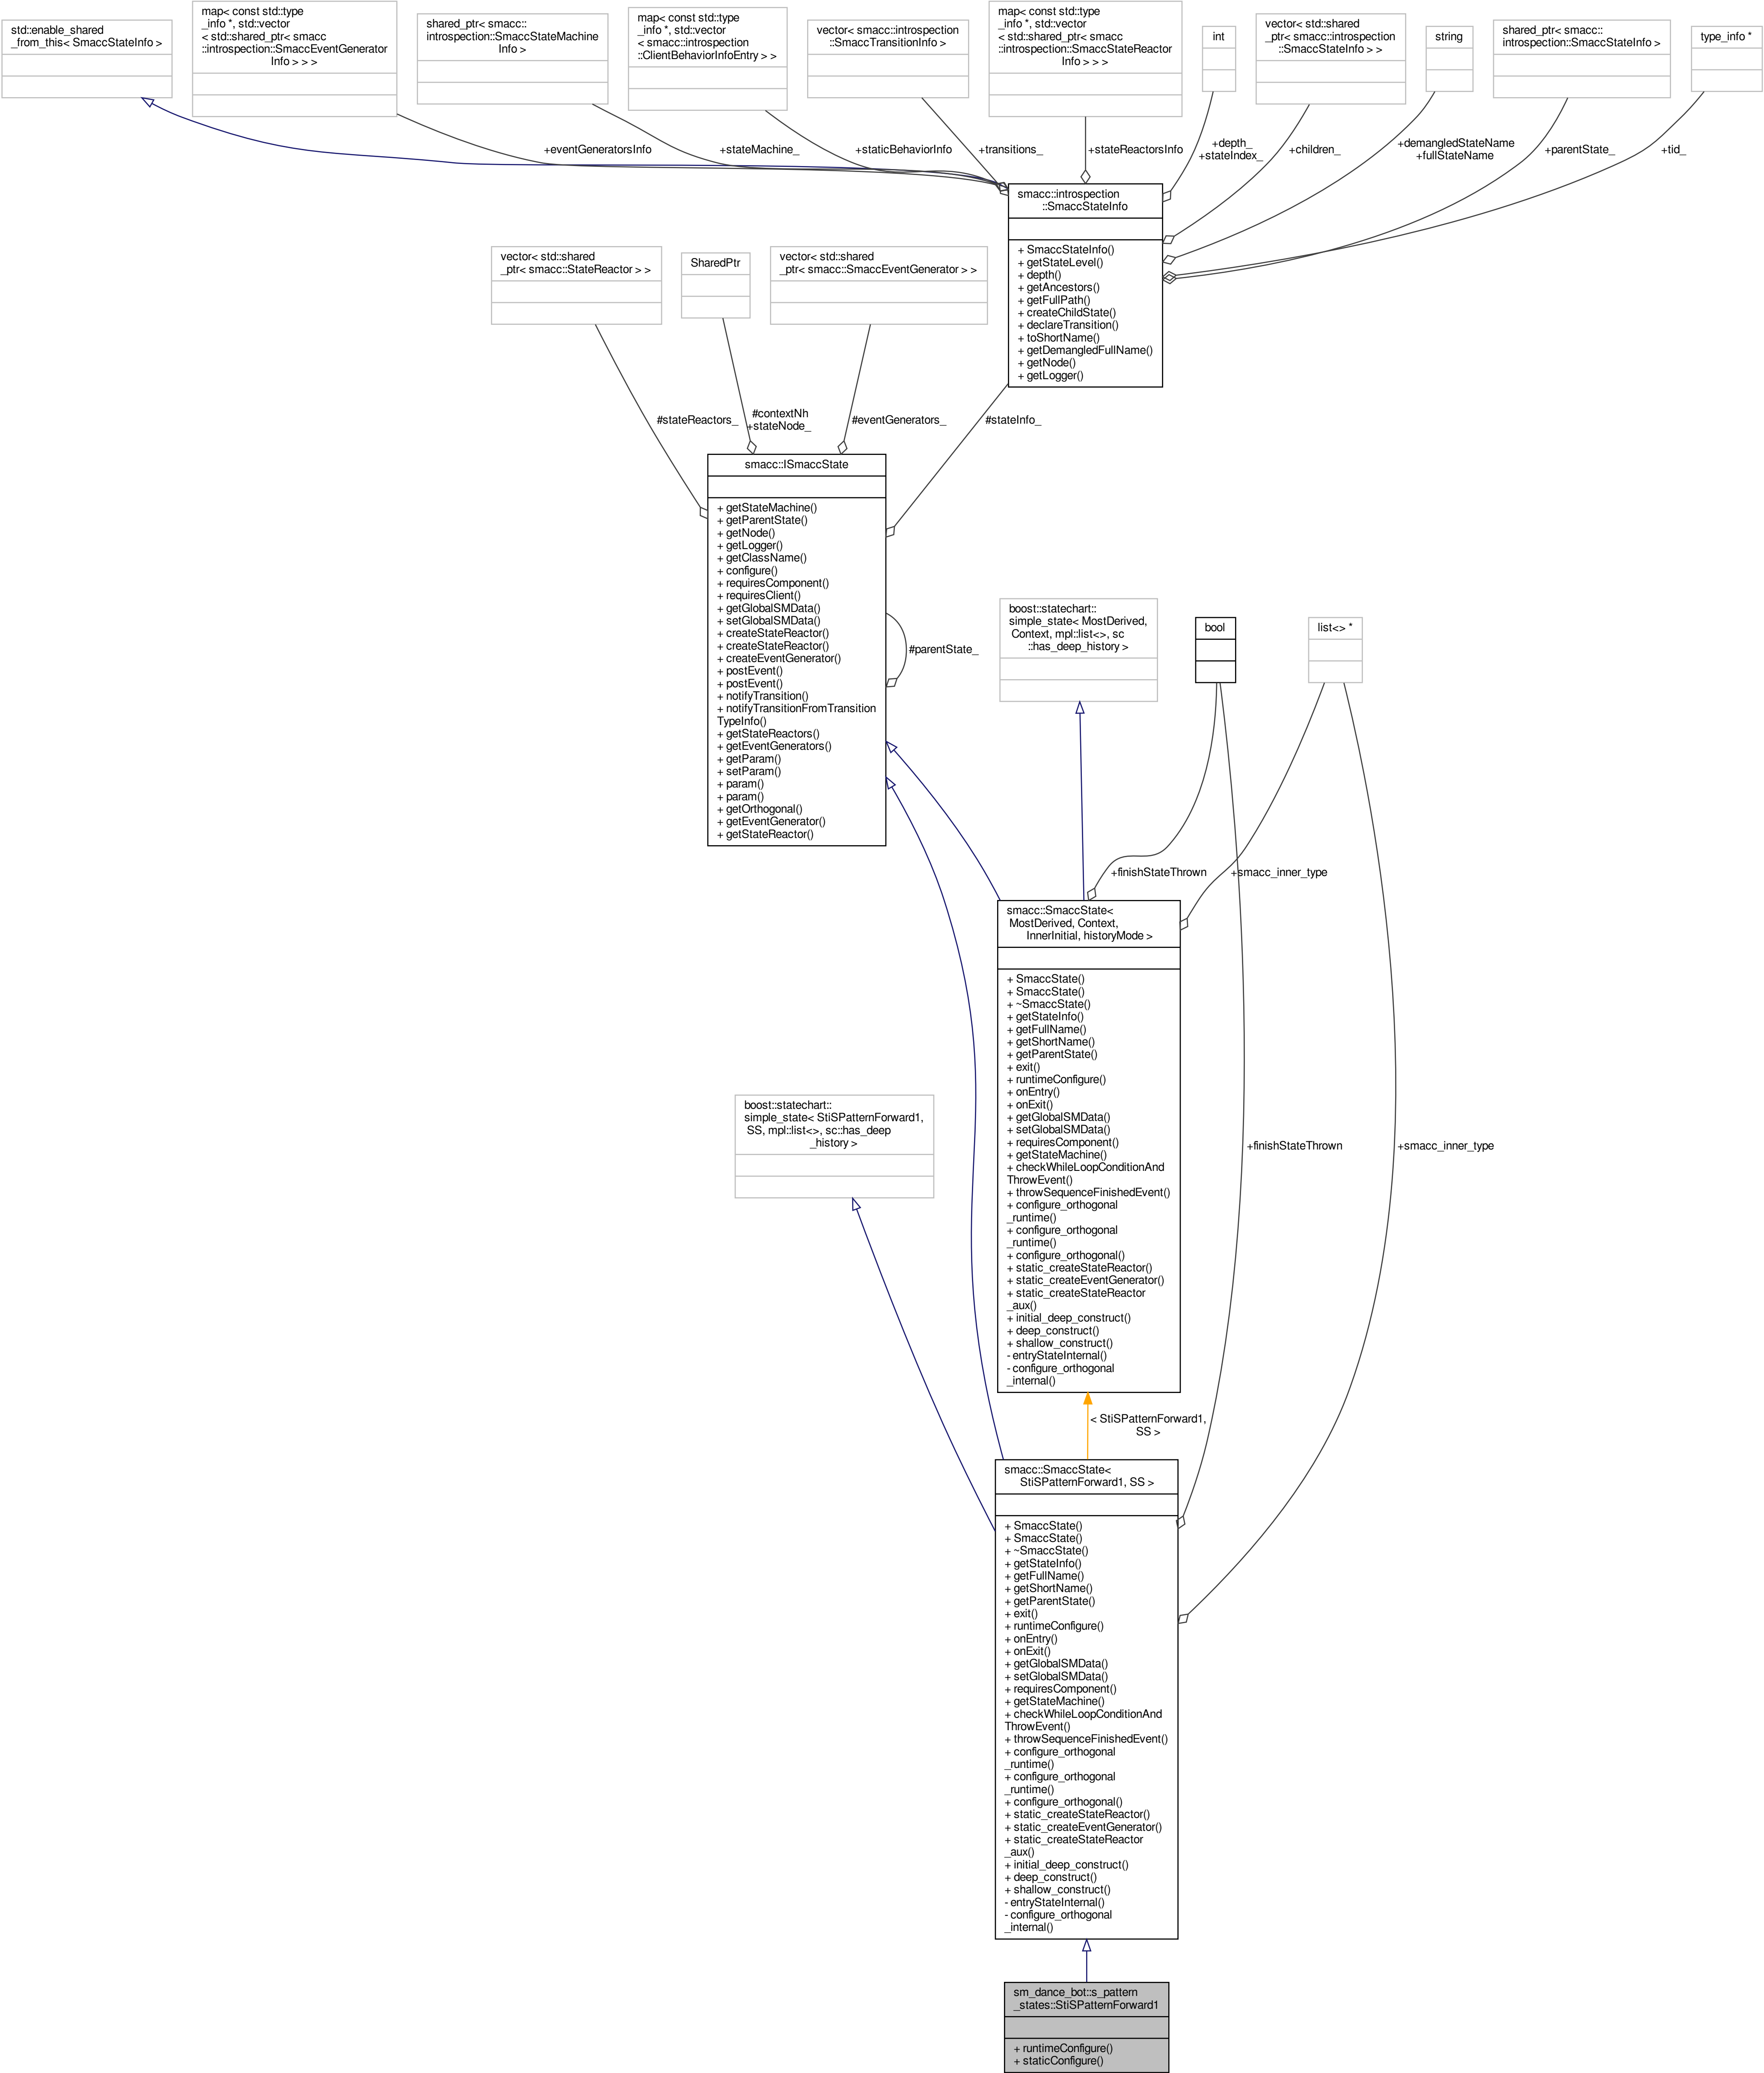 std::enable_shared
_from_this< SmaccStateInfo >
map< const std::type
_info *, std::vector
< std::shared_ptr< smacc
::introspection::SmaccEventGenerator
Info > > >
shared_ptr< smacc::
introspection::SmaccStateMachine
Info >
map< const std::type
_info *, std::vector
< smacc::introspection
::ClientBehaviorInfoEntry > >
vector< smacc::introspection
::SmaccTransitionInfo >
map< const std::type
_info *, std::vector
< std::shared_ptr< smacc
::introspection::SmaccStateReactor
Info > > >
int
vector< std::shared
_ptr< smacc::introspection
::SmaccStateInfo > >
string
shared_ptr< smacc::
introspection::SmaccStateInfo >
type_info *
+eventGeneratorsInfo
+stateMachine_
+staticBehaviorInfo
+transitions_
+stateReactorsInfo
+depth_
+stateIndex_
+children_
+demangledStateName
+fullStateName
+parentState_
+tid_
smacc::introspection
::SmaccStateInfo
+ SmaccStateInfo()
+ getStateLevel()
+ depth()
+ getAncestors()
+ getFullPath()
+ createChildState()
+ declareTransition()
+ toShortName()
+ getDemangledFullName()
+ getNode()
+ getLogger()
vector< std::shared
_ptr< smacc::StateReactor > >
SharedPtr
vector< std::shared
_ptr< smacc::SmaccEventGenerator > >
#stateReactors_
#contextNh
+stateNode_
#eventGenerators_
#stateInfo_
smacc::ISmaccState
+ getStateMachine()
+ getParentState()
+ getNode()
+ getLogger()
+ getClassName()
+ configure()
+ requiresComponent()
+ requiresClient()
+ getGlobalSMData()
+ setGlobalSMData()
+ createStateReactor()
+ createStateReactor()
+ createEventGenerator()
+ postEvent()
+ postEvent()
+ notifyTransition()
+ notifyTransitionFromTransition
TypeInfo()
+ getStateReactors()
+ getEventGenerators()
+ getParam()
+ setParam()
+ param()
+ param()
+ getOrthogonal()
+ getEventGenerator()
+ getStateReactor()
#parentState_
boost::statechart::
simple_state< MostDerived,
Context, mpl::list<>, sc
::has_deep_history >
bool
list<> *
+finishStateThrown
+smacc_inner_type
smacc::SmaccState<
MostDerived, Context,
InnerInitial, historyMode >
+ SmaccState()
+ SmaccState()
+ ~SmaccState()
+ getStateInfo()
+ getFullName()
+ getShortName()
+ getParentState()
+ exit()
+ runtimeConfigure()
+ onEntry()
+ onExit()
+ getGlobalSMData()
+ setGlobalSMData()
+ requiresComponent()
+ getStateMachine()
+ checkWhileLoopConditionAnd
ThrowEvent()
+ throwSequenceFinishedEvent()
+ configure_orthogonal
_runtime()
+ configure_orthogonal
_runtime()
+ configure_orthogonal()
+ static_createStateReactor()
+ static_createEventGenerator()
+ static_createStateReactor
_aux()
+ initial_deep_construct()
+ deep_construct()
+ shallow_construct()
- entryStateInternal()
- configure_orthogonal
_internal()
boost::statechart::
simple_state< StiSPatternForward1,
SS, mpl::list<>, sc::has_deep
_history >
+finishStateThrown
+smacc_inner_type
< StiSPatternForward1,
SS >
smacc::SmaccState<
StiSPatternForward1, SS >
+ SmaccState()
+ SmaccState()
+ ~SmaccState()
+ getStateInfo()
+ getFullName()
+ getShortName()
+ getParentState()
+ exit()
+ runtimeConfigure()
+ onEntry()
+ onExit()
+ getGlobalSMData()
+ setGlobalSMData()
+ requiresComponent()
+ getStateMachine()
+ checkWhileLoopConditionAnd
ThrowEvent()
+ throwSequenceFinishedEvent()
+ configure_orthogonal
_runtime()
+ configure_orthogonal
_runtime()
+ configure_orthogonal()
+ static_createStateReactor()
+ static_createEventGenerator()
+ static_createStateReactor
_aux()
+ initial_deep_construct()
+ deep_construct()
+ shallow_construct()
- entryStateInternal()
- configure_orthogonal
_internal()
sm_dance_bot::s_pattern
_states::StiSPatternForward1
+ runtimeConfigure()
+ staticConfigure()